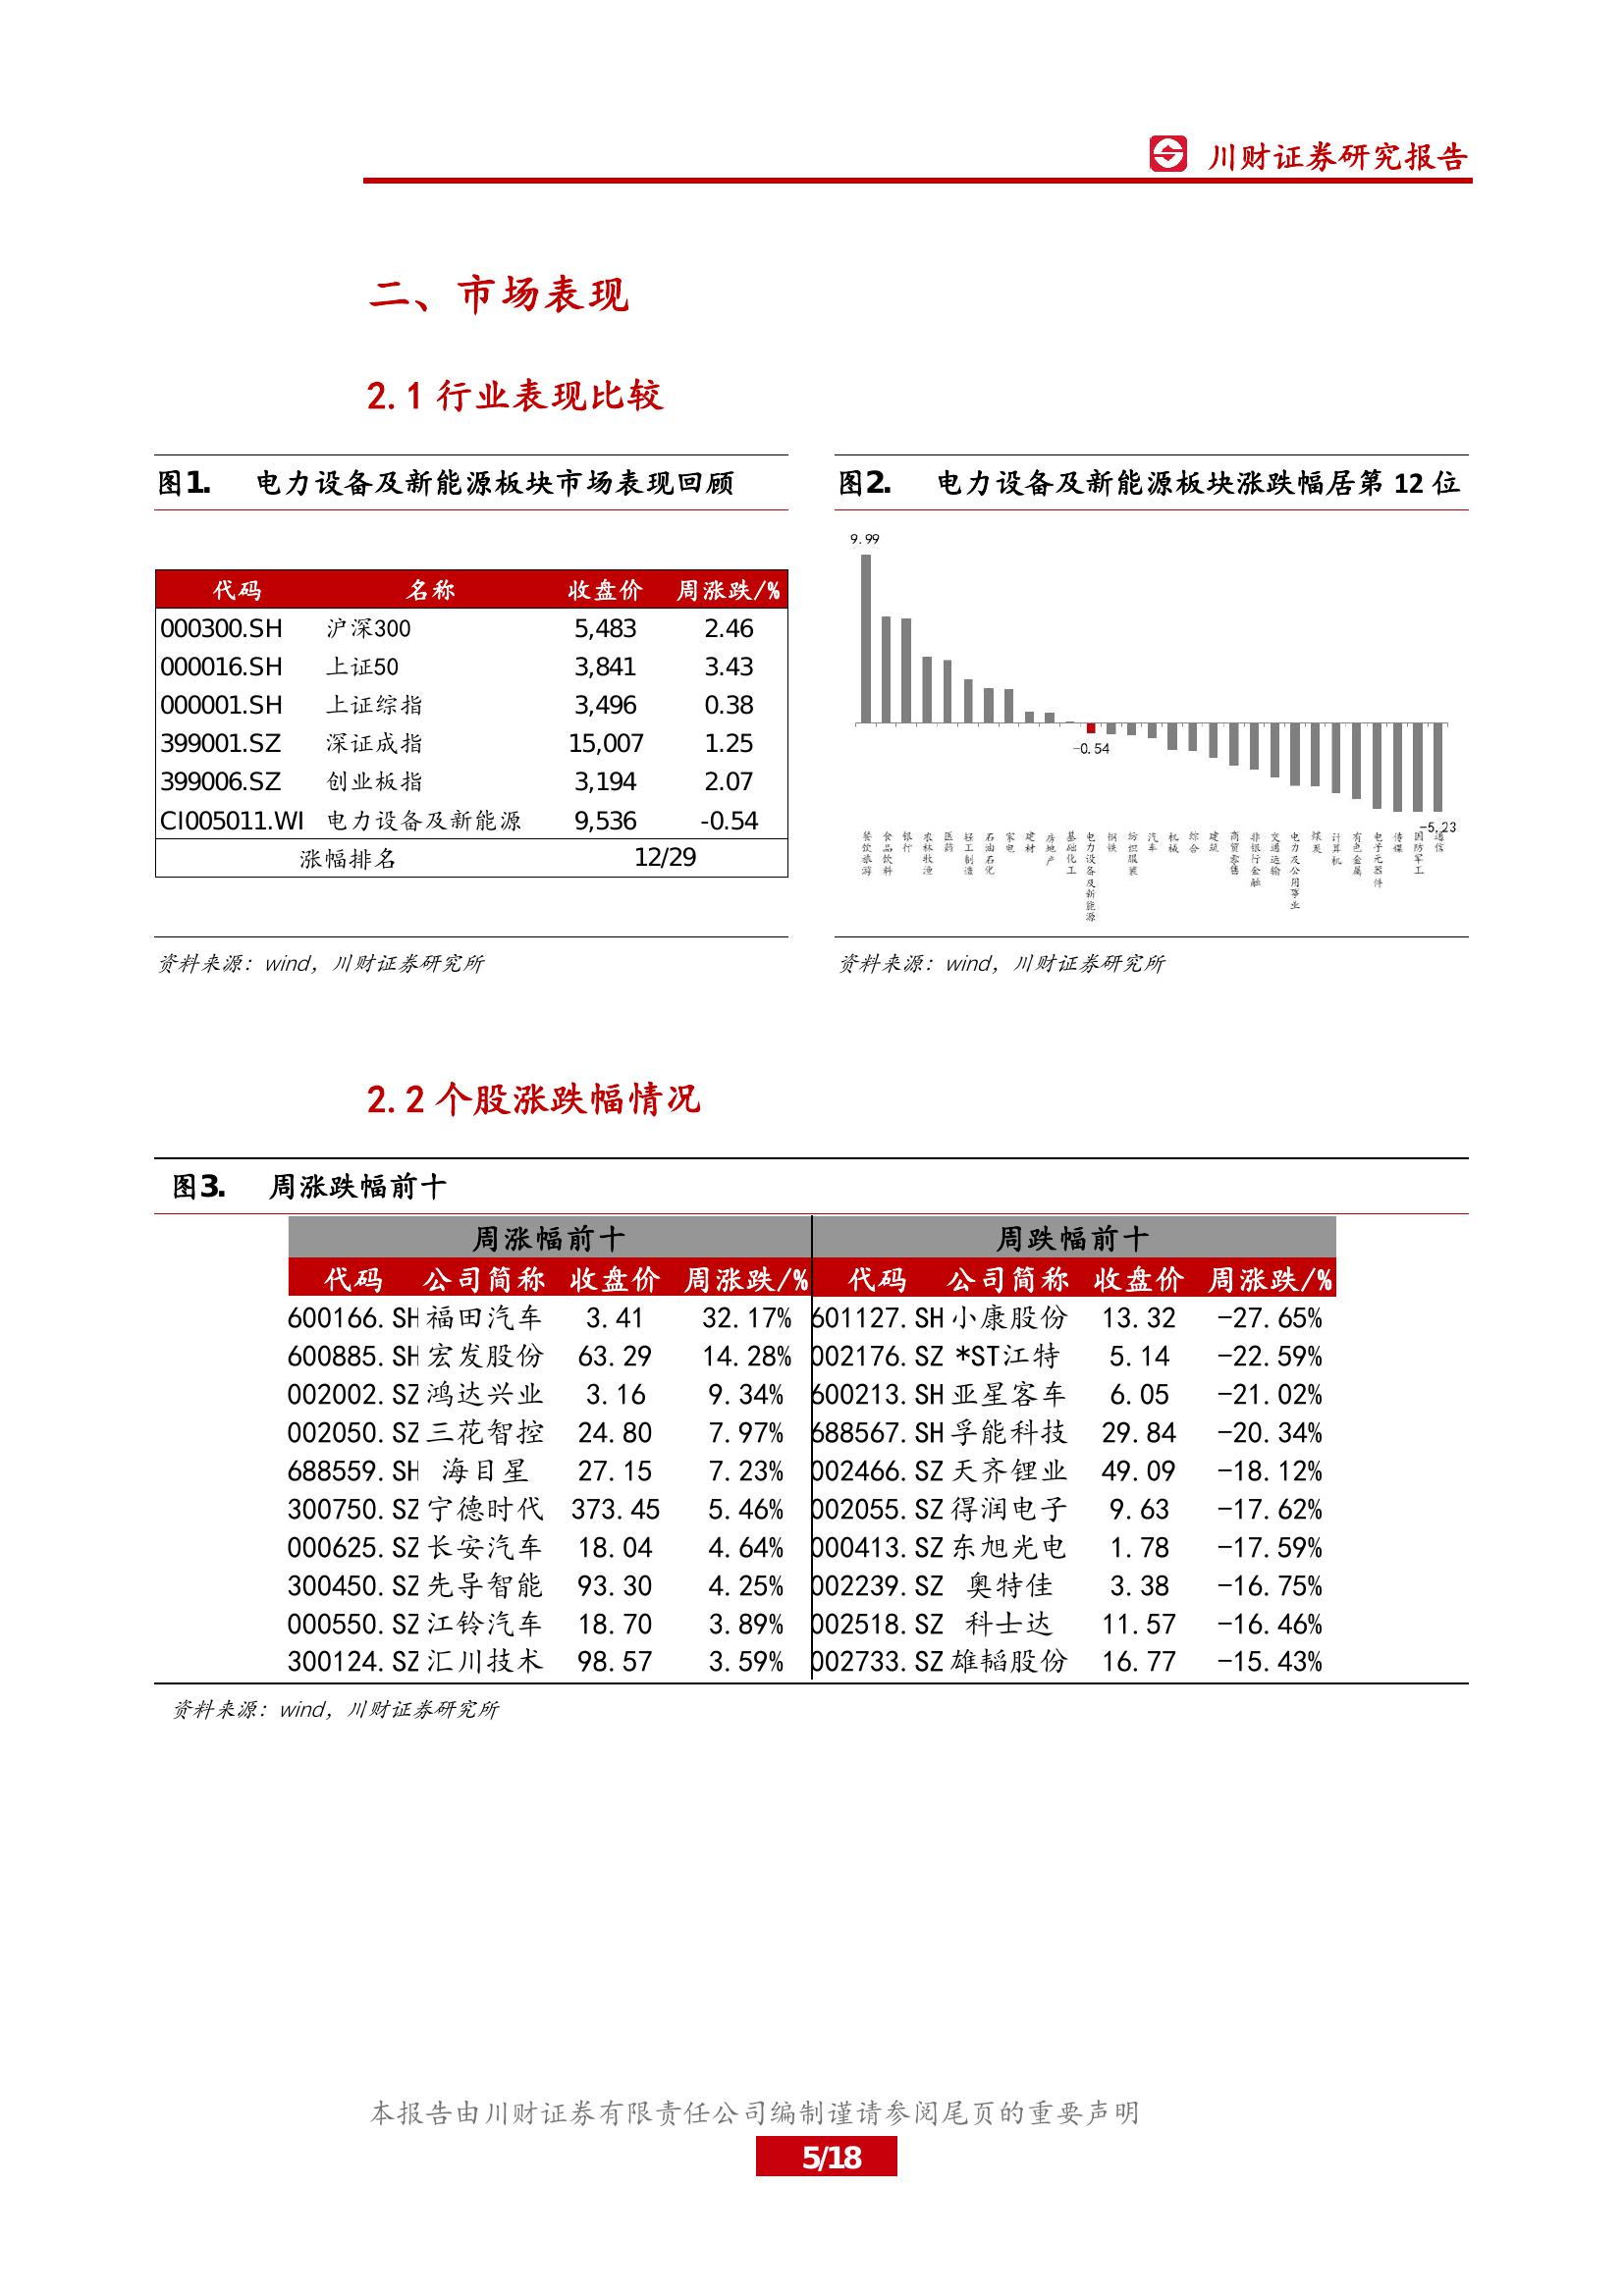 川财证券研究报告
二、市场表现
2.1 行业表现比较
图1. 电力设备及新能源板块市场表现回顾
代码 名称 收盘价 周涨跌/%
000300.SH 沪深300 5,483 2.46
000016.SH 上证50 3,841 3.43
000001.SH 上证综指 3,496 0.38
399001.SZ 深证成指 15,007 1.25
399006.SZ 创业板指 3,194 2.07
CI005011.WI 电力设备及新能源 9,536 -0.54
涨幅排名 12/29
资料来源：wind，川财证券研究所
图2. 电力设备及新能源板块涨跌幅居第 12 位
9.99
-0.54
-5.23
餐饮旅游
食品饮料
银行
农林牧渔
医药
轻工制造
石油石化
家电
建材
房地产
基础化工
电力设备及新能源
钢铁
纺织服装
汽车
机械
综合
建筑
商贸零售
非银行金融
交通运输
电力及公用事业
煤炭
计算机
有色金属
电子元器件
传媒
国防军工
通信
资料来源：wind，川财证券研究所
2.2 个股涨跌幅情况
图3. 周涨跌幅前十
周涨幅前十 周跌幅前十
代码 公司简称 收盘价 周涨跌/% 代码 公司简称 收盘价 周涨跌/%
600166.SH 福田汽车 3.41 32.17% 601127.SH 小康股份 13.32 -27.65%
600885.SH 宏发股份 63.29 14.28% 002176.SZ *ST江特 5.14 -22.59%
002002.SZ 鸿达兴业 3.16 9.34% 600213.SH 亚星客车 6.05 -21.02%
002050.SZ 三花智控 24.80 7.97% 688567.SH 孚能科技 29.84 -20.34%
688559.SH 海目星 27.15 7.23% 002466.SZ 天齐锂业 49.09 -18.12%
300750.SZ 宁德时代 373.45 5.46% 002055.SZ 得润电子 9.63 -17.62%
000625.SZ 长安汽车 18.04 4.64% 000413.SZ 东旭光电 1.78 -17.59%
300450.SZ 先导智能 93.30 4.25% 002239.SZ 奥特佳 3.38 -16.75%
000550.SZ 江铃汽车 18.70 3.89% 002518.SZ 科士达 11.57 -16.46%
300124.SZ 汇川技术 98.57 3.59% 002733.SZ 雄韬股份 16.77 -15.43%
资料来源：wind，川财证券研究所
本报告由川财证券有限责任公司编制谨请参阅尾页的重要声明
5/18